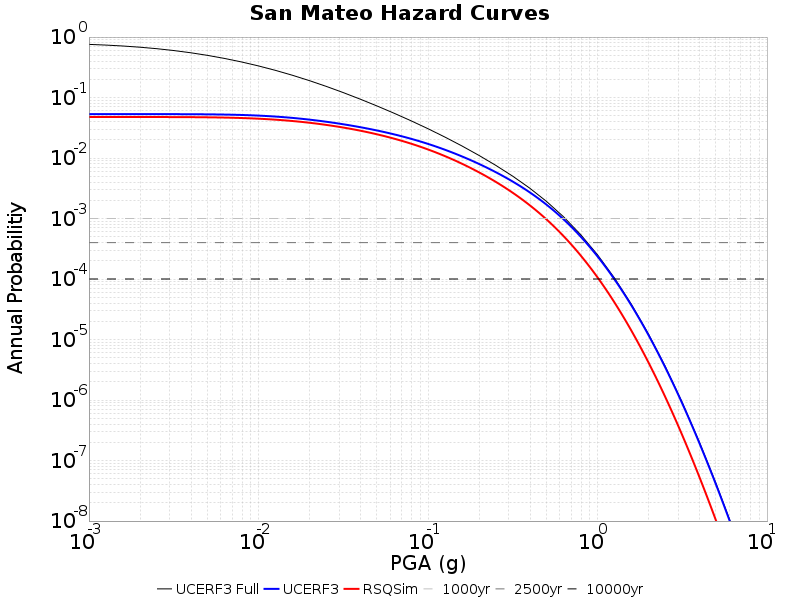 San Mateo Hazard Curves
10^0
10^-1
10^-2
10^-3
10^-4
10^-5
10^-6
10^-7
10^-8
Annual Probabilitiy
10^-3 10^-2 10^-1 10^0 10^1
PGA (g)
UCERF3 Full UCERF3 RSQSim 1000yr 2500yr 10000yr